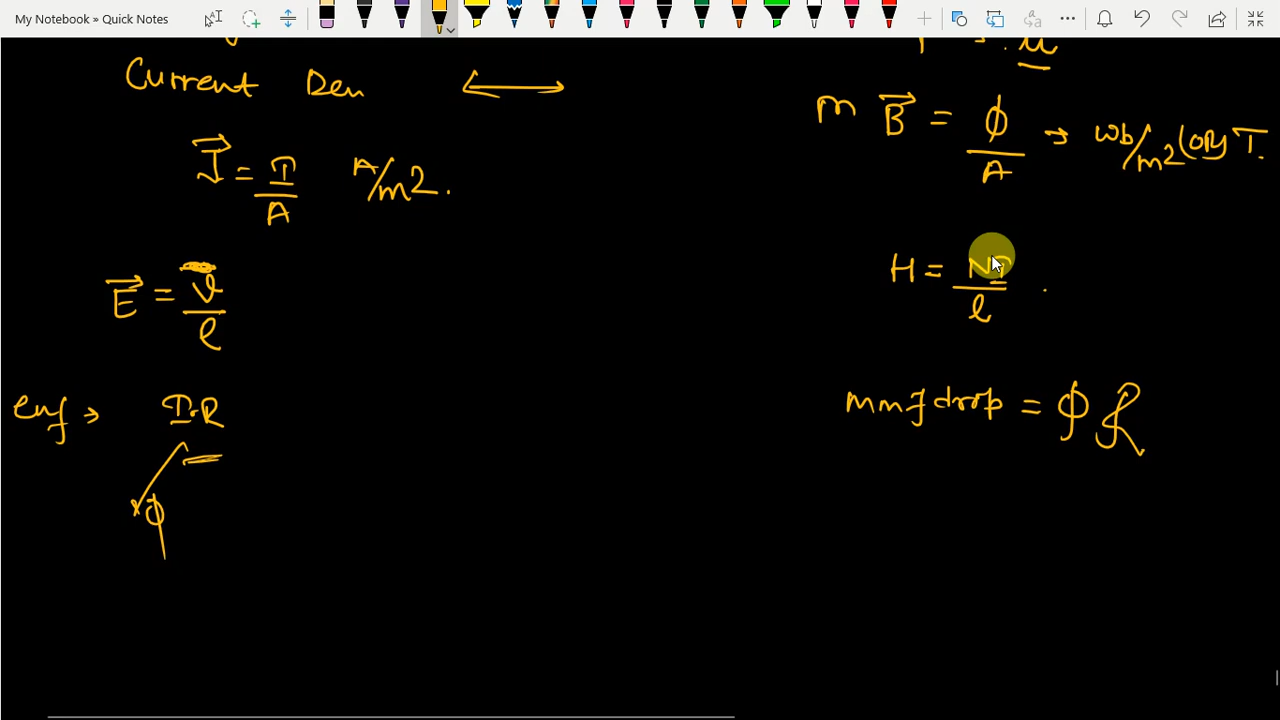 My Notebook » Quick Notes
Current Den
J = I/A A/m2.
E = V/l
emf → I.R
φ
μ
m B = φ/A → Wb/m2 (OR) T.
H = NI/l .
mmf drop = φ R